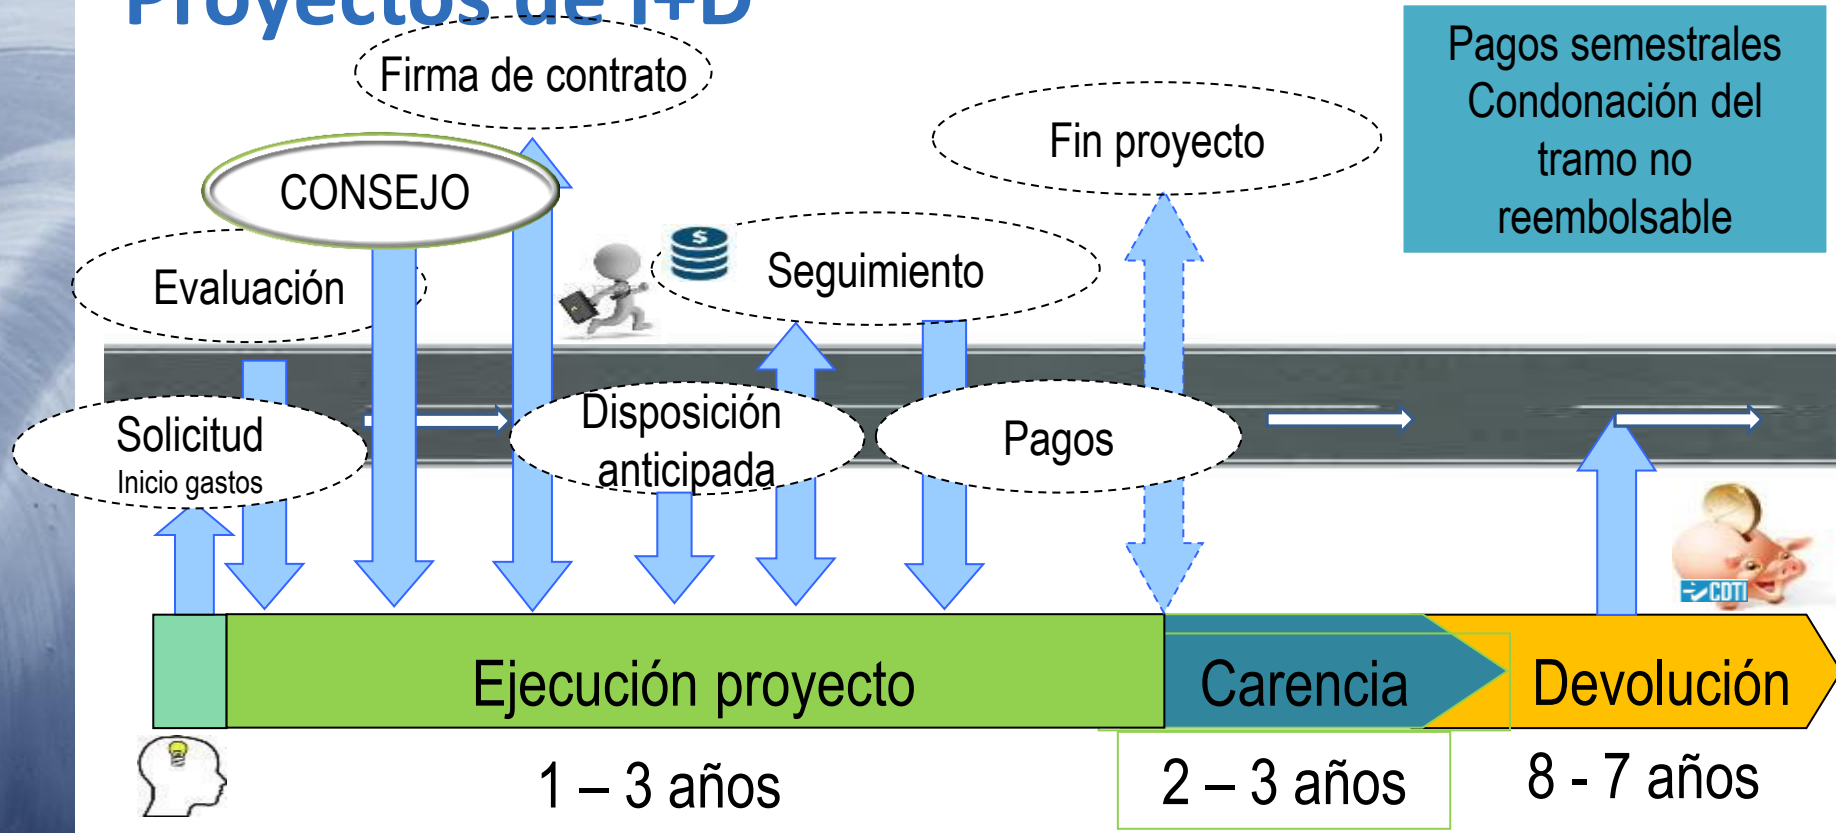 Proyectos de I+D
Firma de contrato
Pagos semestrales
Condonación del
tramo no
reembolsable
Fin proyecto
CONSEJO
$
Seguimiento
Evaluación
Disposición
anticipada
Solicitud
Inicio gastos
Pagos
CDTI
Ejecución proyecto
Carencia
Devolución
1 – 3 años
2 – 3 años
8 - 7 años